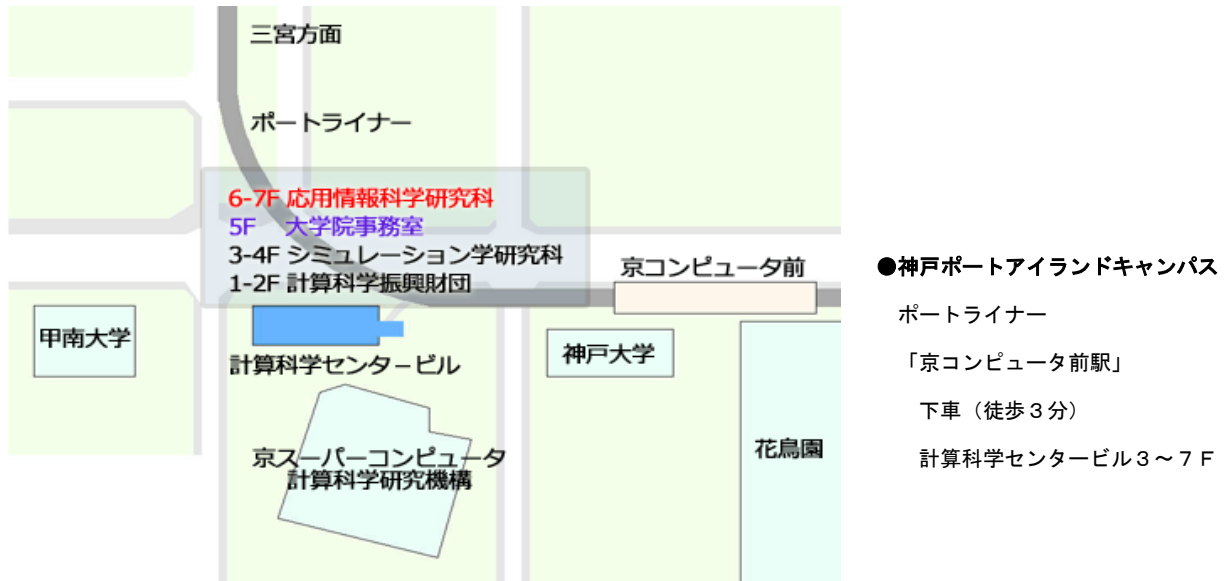 三宮方面
ポートライナー
6-7F 応用情報科学研究科
5F 大学院事務室
3-4F シミュレーション学研究科
1-2F 計算科学振興財団
京コンピュータ前
甲南大学
計算科学センタービル
神戸大学
京スーパーコンピュータ
計算科学研究機構
花鳥園
●神戸ポートアイランドキャンパス
ポートライナー
「京コンピュータ前駅」
下車（徒歩３分）
計算科学センタービル３～７Ｆ